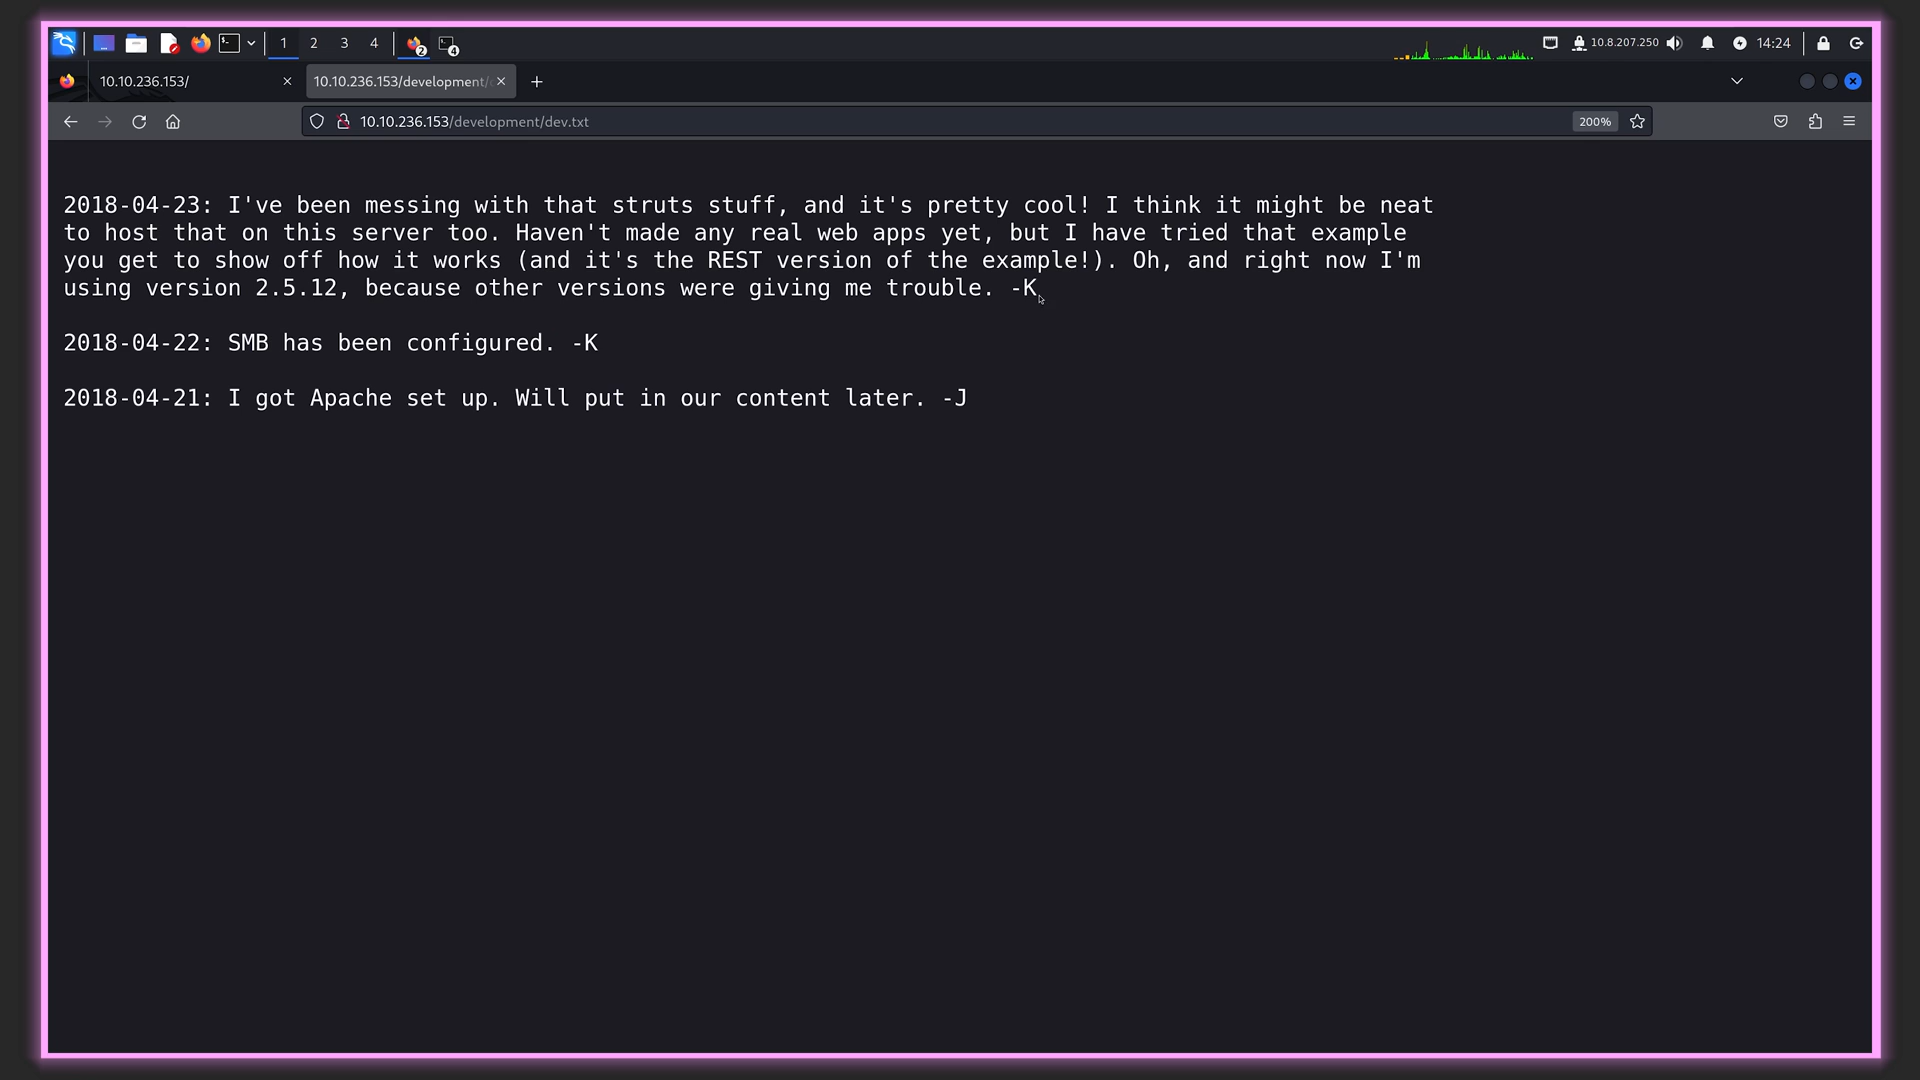 1 2 3 4 2 4 10.8.207.250 14:24
10.10.236.153/ 10.10.236.153/development/
10.10.236.153/development/dev.txt 200%
2018-04-23: I've been messing with that struts stuff, and it's pretty cool! I think it might be neat
to host that on this server too. Haven't made any real web apps yet, but I have tried that example
you get to show off how it works (and it's the REST version of the example!). Oh, and right now I'm
using version 2.5.12, because other versions were giving me trouble. -K
2018-04-22: SMB has been configured. -K
2018-04-21: I got Apache set up. Will put in our content later. -J